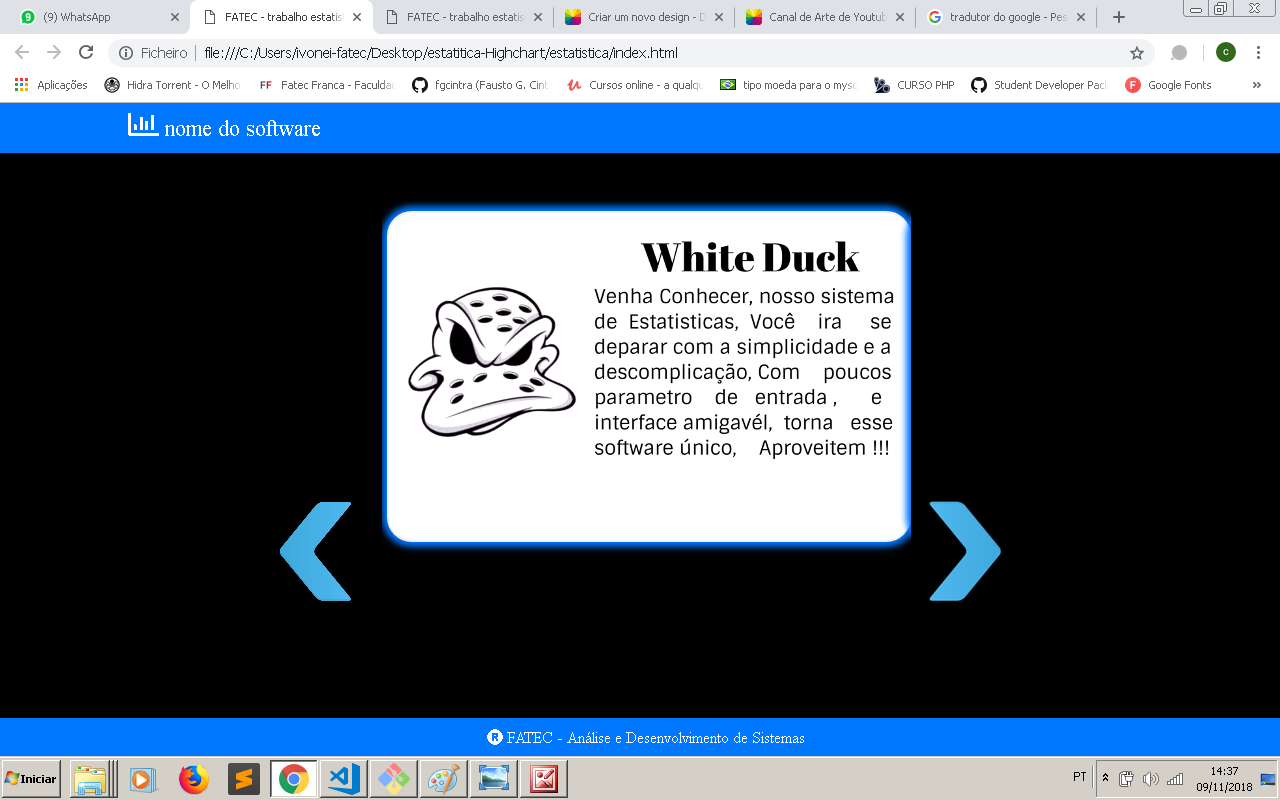 (9) WhatsApp
FATEC - trabalho estatis
FATEC - trabalho estatis
Criar um novo design - D
Canal de Arte de Youtub
tradutor do google - Pes
Ficheiro
file:///C:/Users/ivonei-fatec/Desktop/estatitica-Highchart/estatistica/index.html
C
Aplicações
Hidra Torrent - O Melho
FF Fatec Franca - Faculdad
fgcintra (Fausto G. Cint
Cursos online - a qualqu
tipo moeda para o mysq
CURSO PHP
Student Developer Pack
F Google Fonts
»
nome do software
White Duck
Venha Conhecer, nosso sistema
de Estatisticas, Você ira se
deparar com a simplicidade e a
descomplicação, Com poucos
parametro de entrada , e
interface amigavél, torna esse
software único, Aproveitem !!!
® FATEC - Análise e Desenvolvimento de Sistemas
Iniciar
PT
14:37
09/11/2018